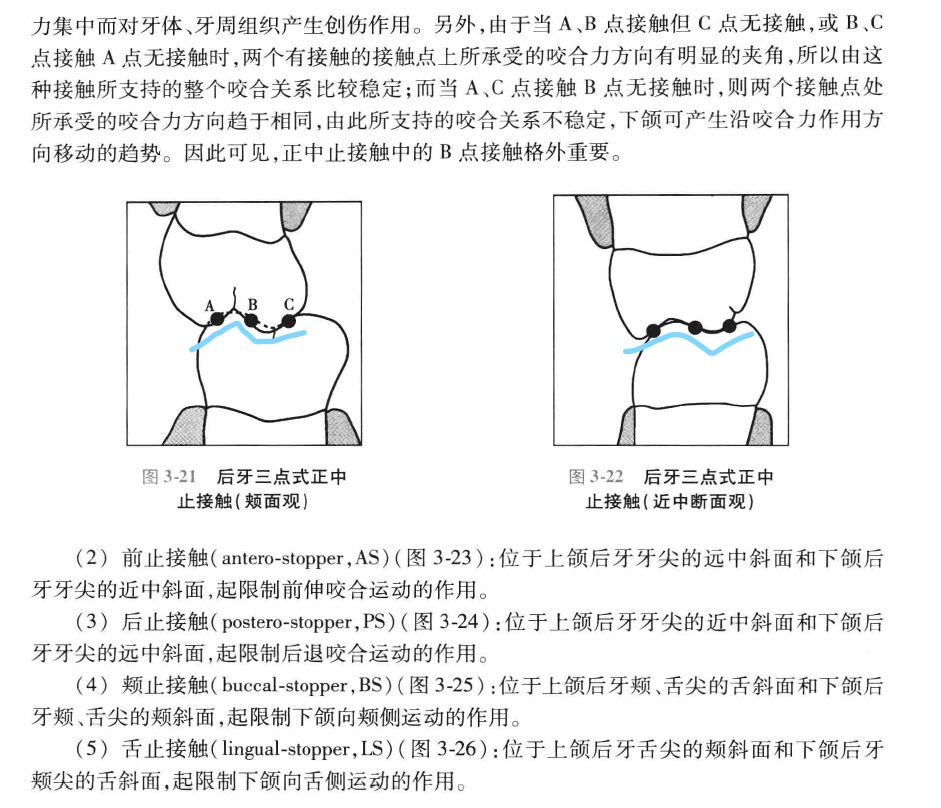 力集中而对牙体、牙周组织产生创伤作用。另外,由于当 A、B 点接触但 C 点无接触,或 B、C
点接触 A 点无接触时,两个有接触的接触点上所承受的咬合力方向有明显的夹角,所以由这
种接触所支持的整个咬合关系比较稳定;而当 A、C 点接触 B 点无接触时,则两个接触点处
所承受的咬合力方向趋于相同,由此所支持的咬合关系不稳定,下颌可产生沿咬合力作用方
向移动的趋势。因此可见,正中止接触中的 B 点接触格外重要。
A B C
图 3-21 后牙三点式正中
止接触(颊面观)
图 3-22 后牙三点式正中
止接触(近中断面观)
(2) 前止接触(antero-stopper,AS)(图 3-23):位于上颌后牙牙尖的远中斜面和下颌后
牙牙尖的近中斜面,起限制前伸咬合运动的作用。
(3) 后止接触(postero-stopper,PS)(图 3-24):位于上颌后牙牙尖的近中斜面和下颌后
牙牙尖的远中斜面,起限制后退咬合运动的作用。
(4) 颊止接触(buccal-stopper,BS)(图 3-25):位于上颌后牙颊、舌尖的舌斜面和下颌后
牙颊、舌尖的颊斜面,起限制下颌向颊侧运动的作用。
(5) 舌止接触(lingual-stopper,LS)(图 3-26):位于上颌后牙舌尖的颊斜面和下颌后牙
颊尖的舌斜面,起限制下颌向舌侧运动的作用。